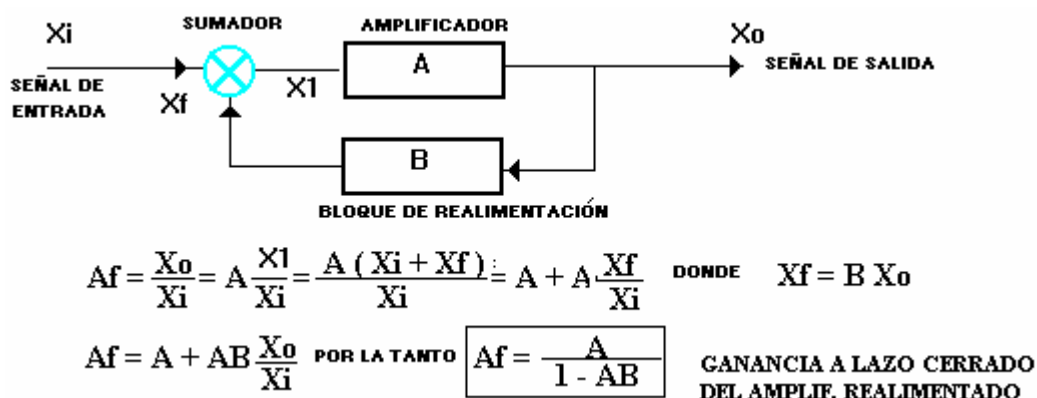 Xi
SUMADOR
AMPLIFICADOR
Xo
A
SEÑAL DE SALIDA
SEÑAL DE
ENTRADA
Xf
X1
B
BLOQUE DE REALIMENTACIÓN
Af = Xo/Xi = A X1/Xi = A ( Xi + Xf )/Xi = A + A Xf/Xi DONDE Xf = B Xo
Af = A + AB Xo/Xi POR LA TANTO Af = A/1 - AB
GANANCIA A LAZO CERRADO
DEL AMPLIF. REALIMENTADO